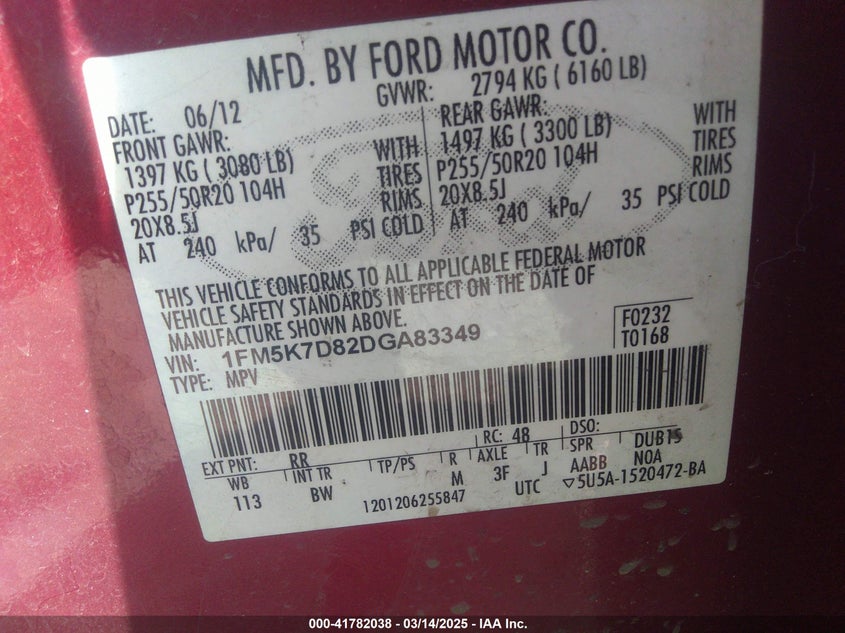 MFD. BY FORD MOTOR CO.
DATE: 06/12
GVWR: 2794 KG ( 6160 LB)
FRONT GAWR:
1397 KG ( 3080 LB) WITH
P255/50R20 104H TIRES
20X8.5J RIMS
AT 240 kPa/ 35 PSI COLD
REAR GAWR:
1497 KG ( 3300 LB) WITH
P255/50R20 104H TIRES
20X8.5J RIMS
AT 240 kPa/ 35 PSI COLD
Ford
THIS VEHICLE CONFORMS TO ALL APPLICABLE FEDERAL MOTOR
VEHICLE SAFETY STANDARDS IN EFFECT ON THE DATE OF
MANUFACTURE SHOWN ABOVE.
VIN: 1FM5K7D82DGA83349
TYPE: MPV
F0232
T0168
EXT PNT: RR RC: 48 DSO:
WB INT TR TP/PS R AXLE TR SPR DUB15
113 BW M 3F J AABB NOA
1201206255847 UTC ▽5U5A-1520472-BA
000-41782038 - 03/14/2025 - IAA Inc.